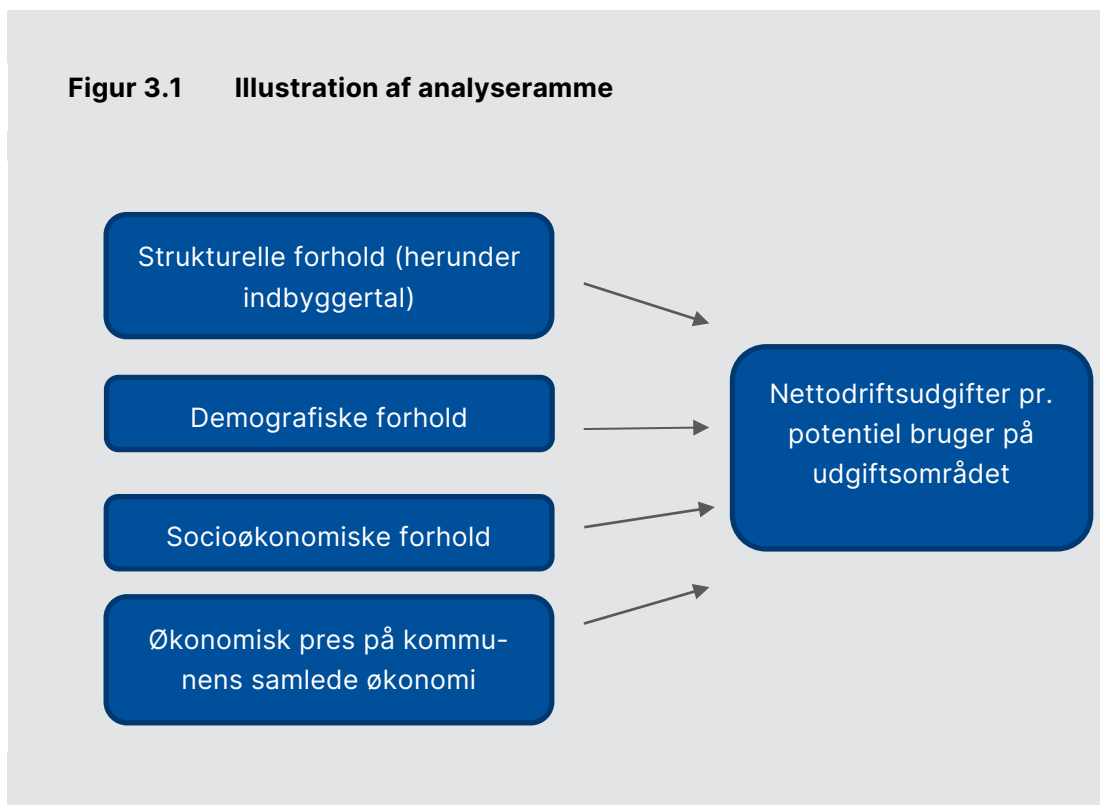 Figur 3.1 Illustration af analyseramme
Strukturelle forhold (herunder
indbyggertal)
Demografiske forhold
Socioøkonomiske forhold
Økonomisk pres på kommu-
nens samlede økonomi
Nettodriftsudgifter pr.
potentiel bruger på
udgiftsområdet